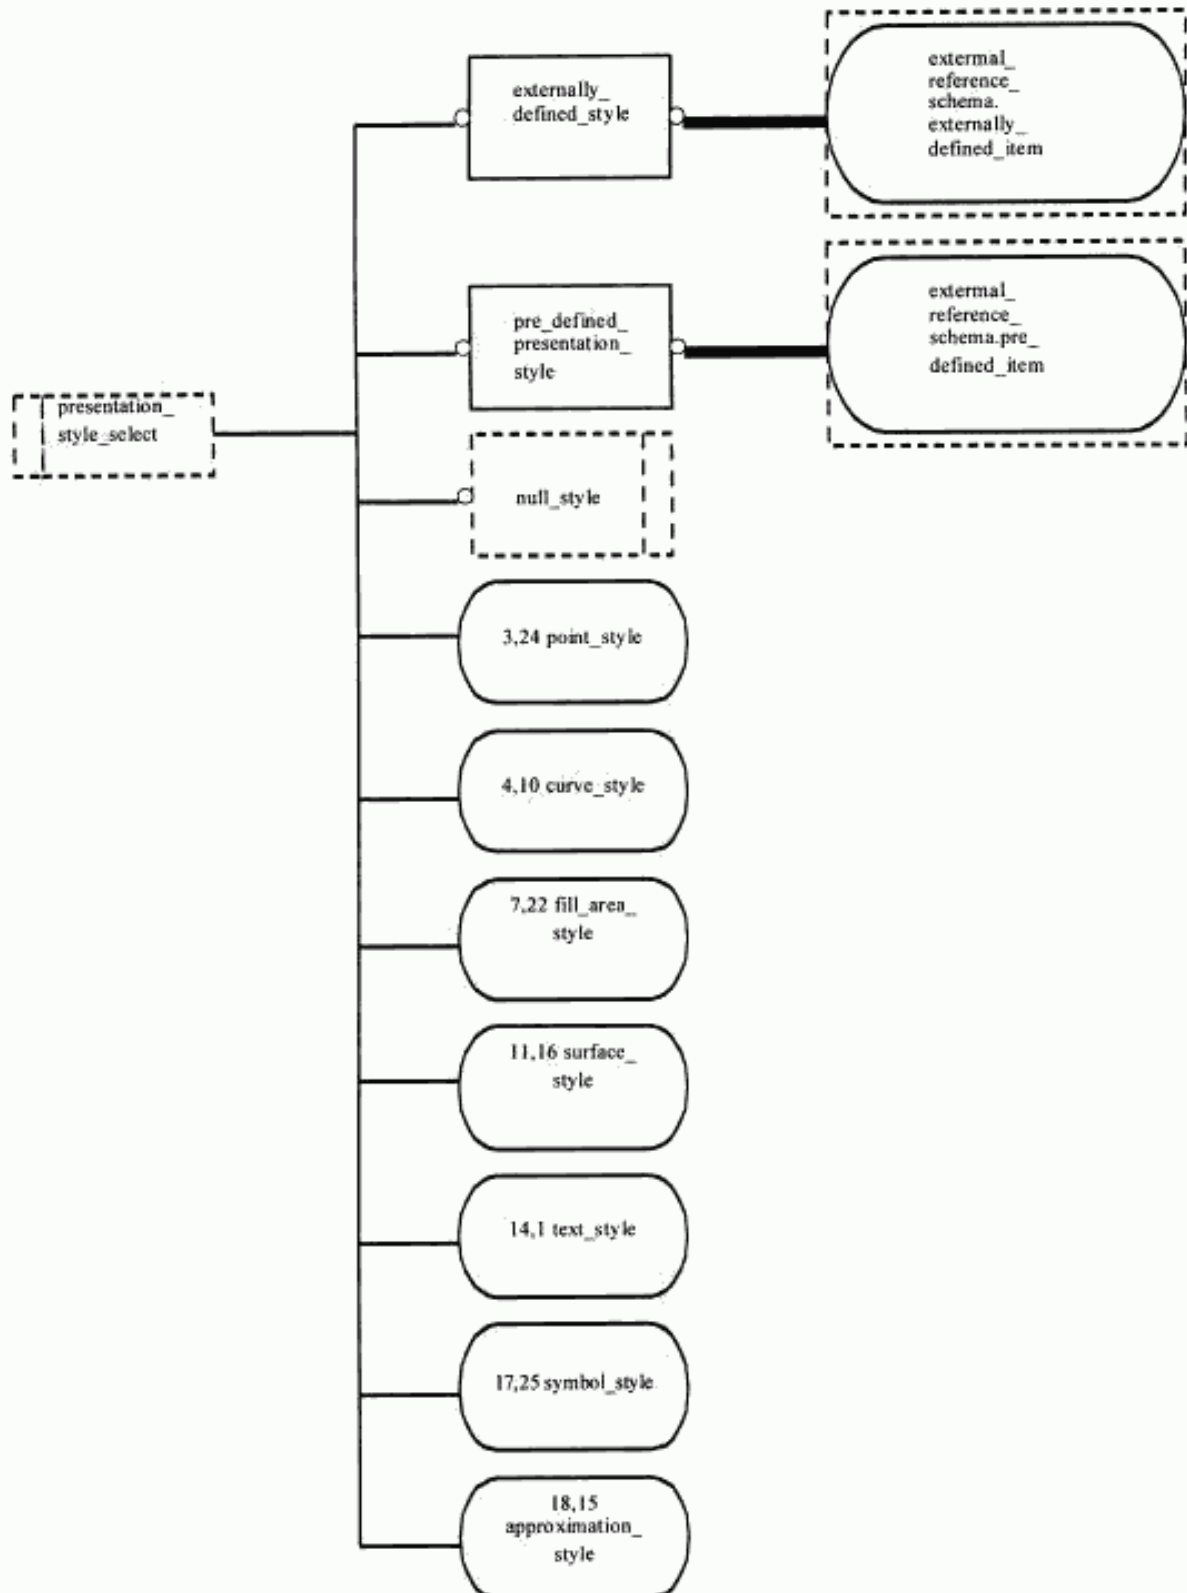 externally_
defined_style
extermal_
reference_
schema.
externally_
defined_item
pre_defined_
presentation_
style
extermal_
reference_
schema.pre_
defined_item
presentation_
style_select
null_style
3,24 point_style
4,10 curve_style
7,22 fill_area_
style
11,16 surface_
style
14,1 text_style
17,25 symbol_style
18,15
approximation_
style